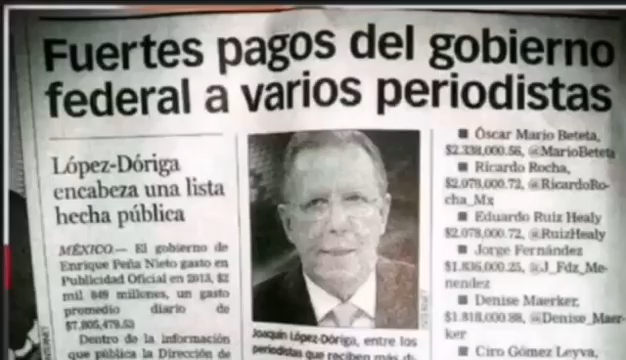 Fuertes pagos del gobierno
federal a varios periodistas
López-Dóriga
encabeza una lista
hecha pública
MÉXICO.— El gobierno de
Enrique Peña Nieto gastó en
Publicidad Oficial en 2013, $2
mil 849 millones, un gasto
promedio diario de
$7,805,479.53
Dentro de la información
que pública la Dirección de
INTERNET
INTERNET
Joaquín López-Dóriga, entre los
periodistas que reciben más di-
■ Óscar Mario Beteta,
$2.338,000.56, @MarioBeteta
■ Ricardo Rocha,
$2.078,000.72, @RicardoRo-
cha_Mx
■ Eduardo Ruiz Healy
$2.078,000.72, @RuizHealy
■ Jorge Fernández
$1.836,000.25, @J_Fdz_Me-
nendez
■ Denise Maerker,
$1.818,000.88, @Denise_Maer-
ker
■ Ciro Gómez Leyva,